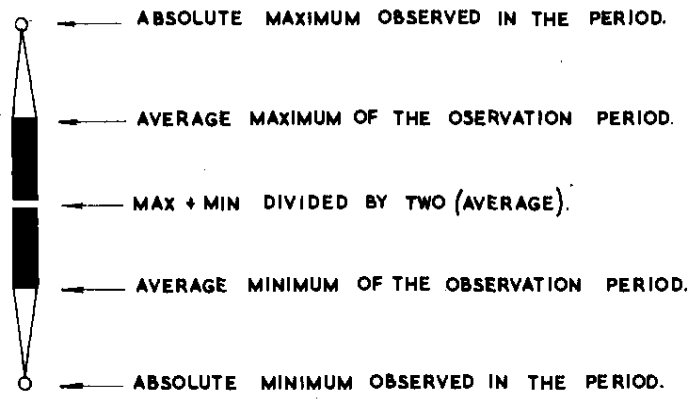 ABSOLUTE MAXIMUM OBSERVED IN THE PERIOD.
AVERAGE MAXIMUM OF THE OSERVATION PERIOD.
MAX + MIN DIVIDED BY TWO (AVERAGE).
AVERAGE MINIMUM OF THE OBSERVATION PERIOD.
ABSOLUTE MINIMUM OBSERVED IN THE PERIOD.